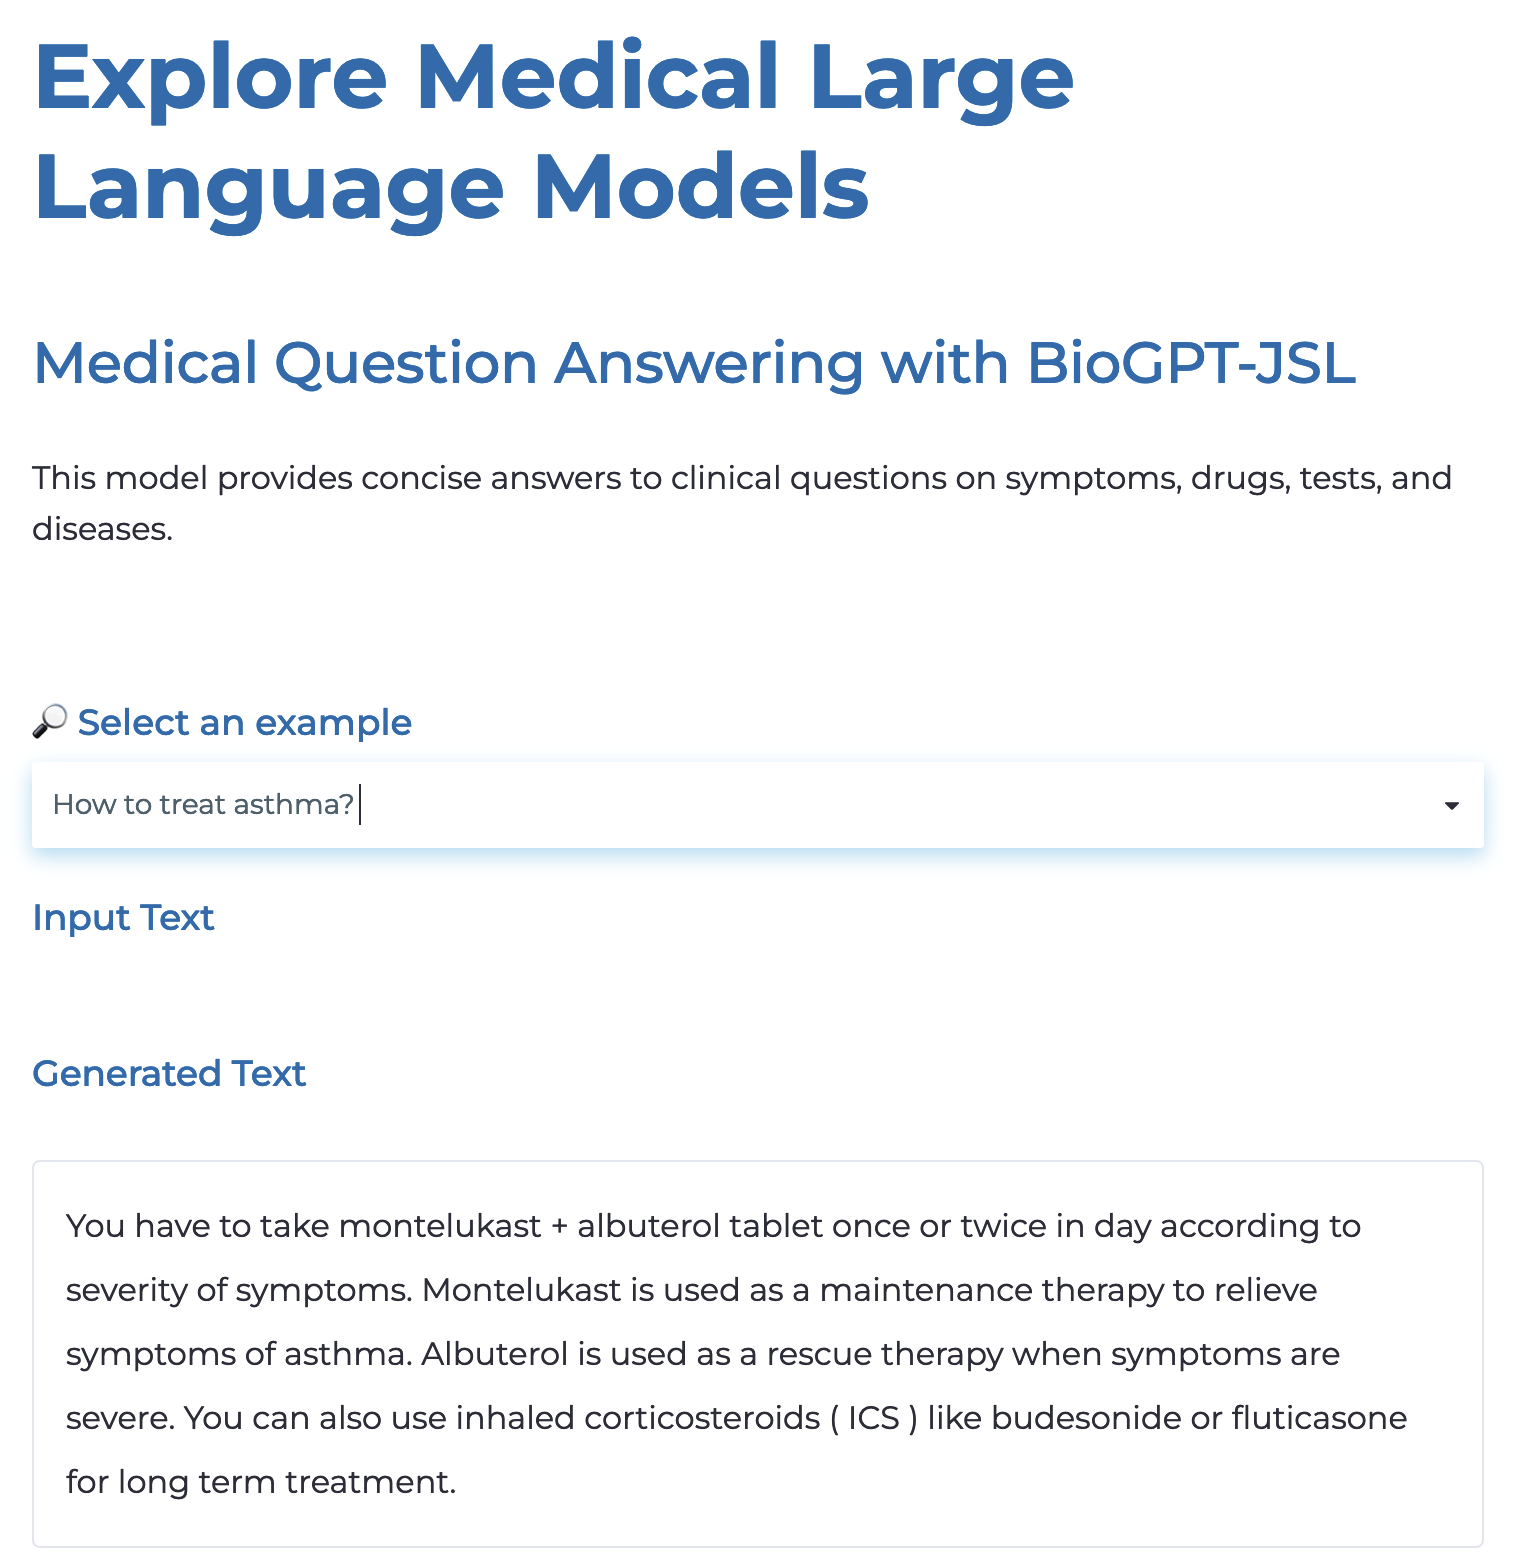 Explore Medical Large
Language Models
Medical Question Answering with BioGPT-JSL
This model provides concise answers to clinical questions on symptoms, drugs, tests, and
diseases.
🔎 Select an example
How to treat asthma?
Input Text
Generated Text
You have to take montelukast + albuterol tablet once or twice in day according to
severity of symptoms. Montelukast is used as a maintenance therapy to relieve
symptoms of asthma. Albuterol is used as a rescue therapy when symptoms are
severe. You can also use inhaled corticosteroids ( ICS ) like budesonide or fluticasone
for long term treatment.